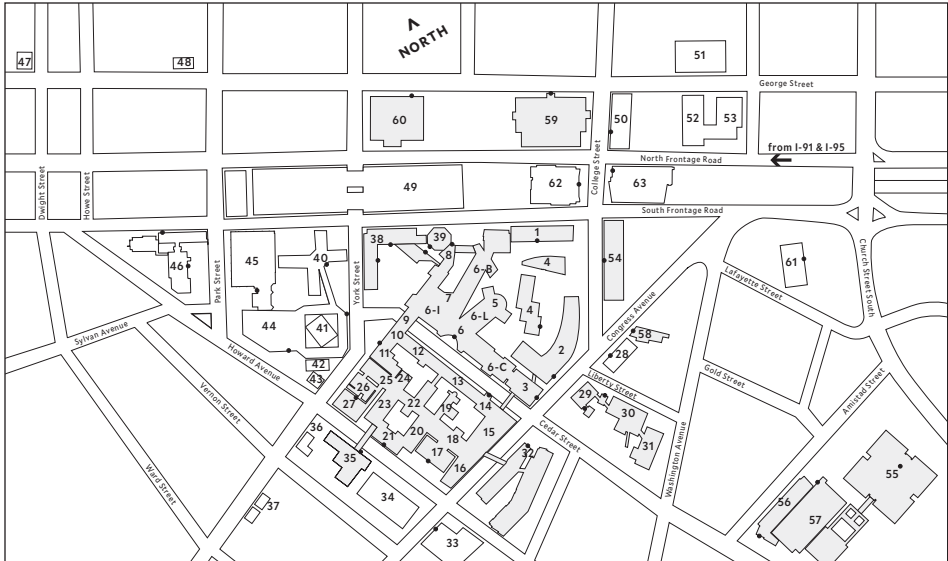 NORTH
47
48
51
George Street
60
59
50
52
53
from I-91 & I-95
North Frontage Road
College Street
Dwight Street
Howe Street
49
62
63
South Frontage Road
46
Park Street
45
40
York Street
38
39
8
1
6-B
4
54
61
Lafayette Street
Church Street South
7
6-I
9
6-L
5
4
6
10
44
41
Congress Avenue
58
28
2
Sylvan Avenue
Howard Avenue
42
43
11
12
6-C
3
Liberty Street
Gold Street
Amistad Street
Vernon Street
26
25
24
27
23
22
13
19
14
29
30
31
36
21
20
18
15
Cedar Street
Washington Avenue
35
17
16
32
Ward Street
34
37
33
55
56
57